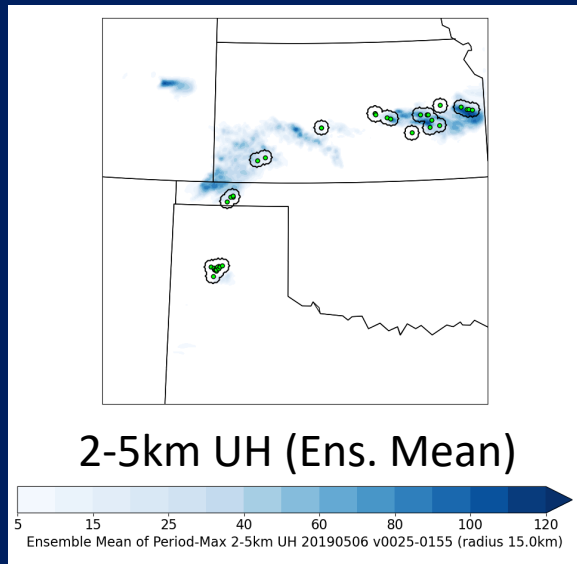 2-5km UH (Ens. Mean)
5 15 25 40 60 80 100 120
Ensemble Mean of Period-Max 2-5km UH 20190506 v0025-0155 (radius 15.0km)